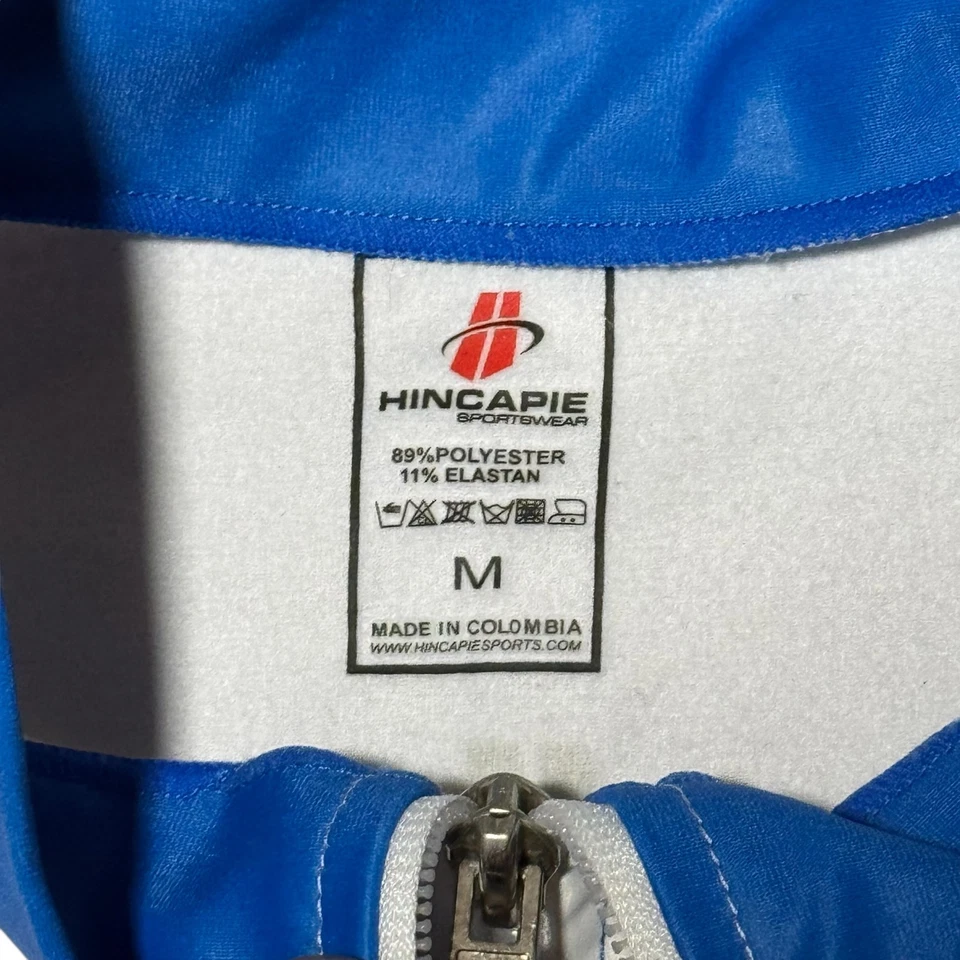 HINCAPIE
SPORTSWEAR
89%POLYESTER
11% ELASTAN
M
MADE IN COLOMBIA
WWW.HINCAPIESPORTS.COM